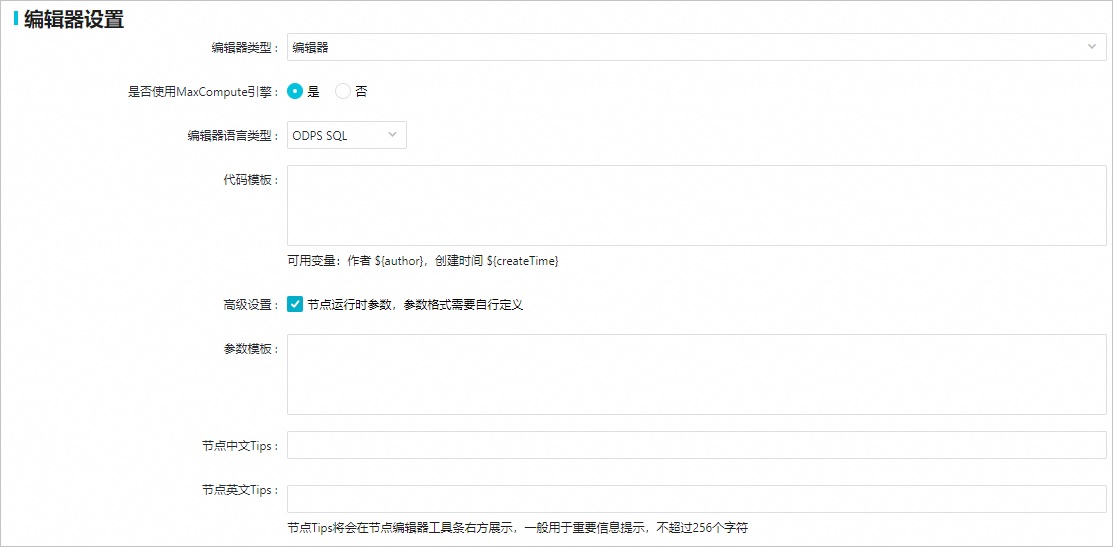 编辑器设置
编辑器类型： 编辑器
是否使用MaxCompute引擎： 是 否
编辑器语言类型： ODPS SQL
代码模板：
可用变量：作者 ${author}，创建时间 ${createTime}
高级设置： 节点运行时参数，参数格式需要自行定义
参数模板：
节点中文Tips：
节点英文Tips：
节点Tips将会在节点编辑器工具条右方展示，一般用于重要信息提示，不超过256个字符